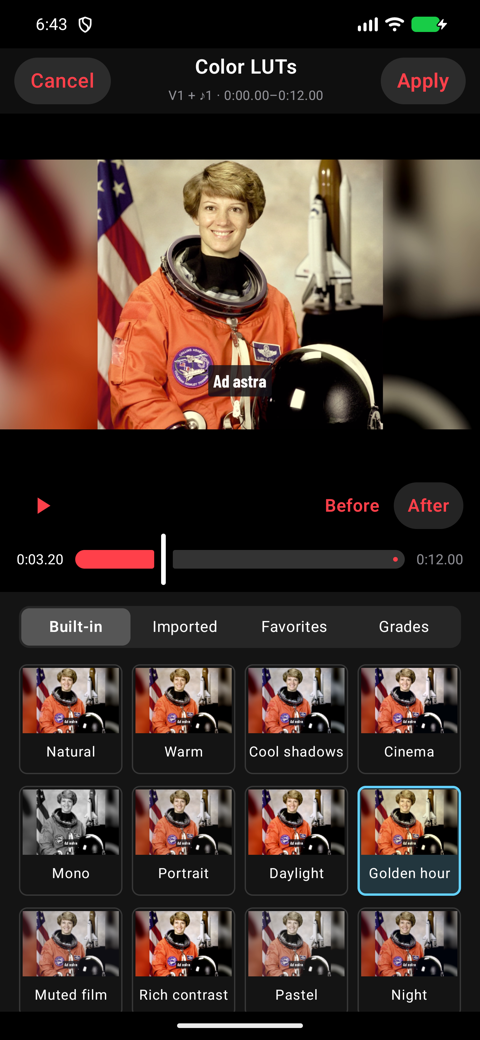 6:43
Cancel
Color LUTs
V1 + ♪1 · 0:00.00–0:12.00
Apply
Ad astra
Before
After
0:03.20
0:12.00
Built-in
Imported
Favorites
Grades
Natural
Warm
Cool shadows
Cinema
Mono
Portrait
Daylight
Golden hour
Muted film
Rich contrast
Pastel
Night